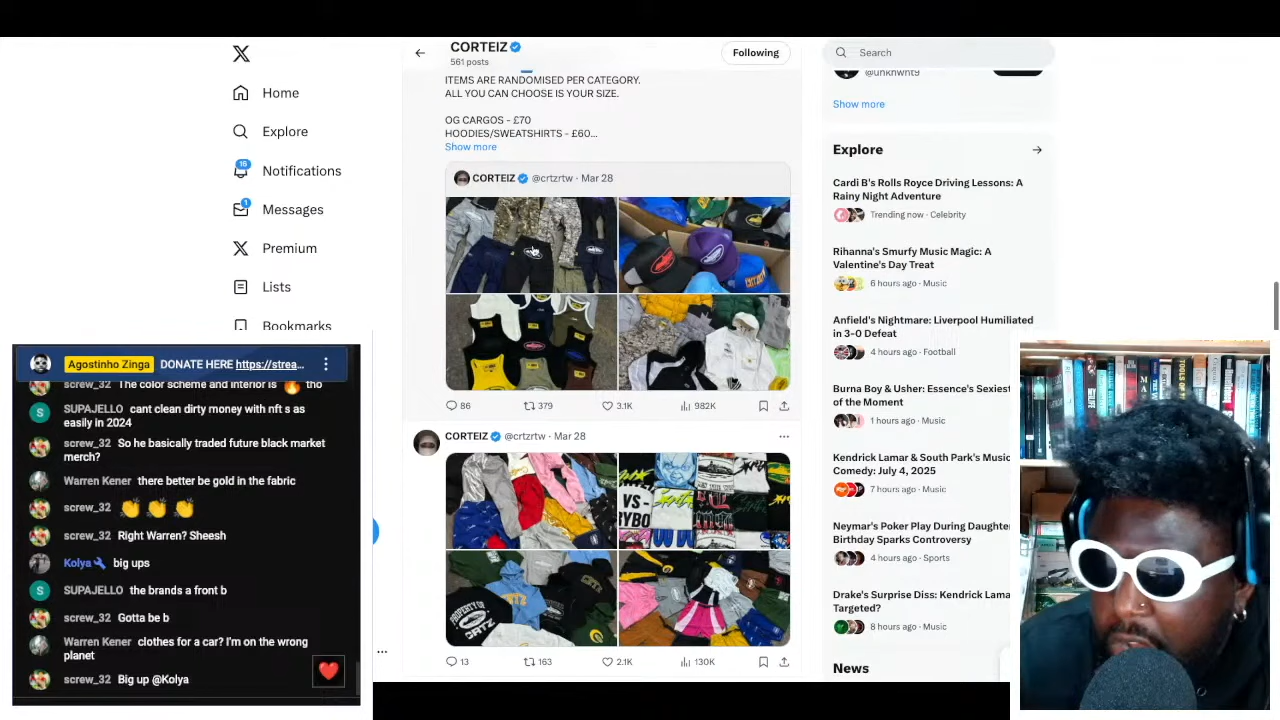 Home
Explore
Notifications
16
Messages
1
Premium
Lists
Bookmarks
CORTEIZ
561 posts
Following
ITEMS ARE RANDOMISED PER CATEGORY.
ALL YOU CAN CHOOSE IS YOUR SIZE.
OG CARGOS - £70
HOODIES/SWEATSHIRTS - £60...
Show more
CORTEIZ @crtzrtw · Mar 28
86 379 3.1K 982K
CORTEIZ @crtzrtw · Mar 28
13 163 2.1K 130K
Search
@unknwnt9
Show more
Explore
Cardi B's Rolls Royce Driving Lessons: A
Rainy Night Adventure
Trending now · Celebrity
Rihanna's Smurfy Music Magic: A
Valentine's Day Treat
6 hours ago · Music
Anfield's Nightmare: Liverpool Humiliated
in 3-0 Defeat
4 hours ago · Football
Burna Boy & Usher: Essence's Sexiest
of the Moment
1 hours ago · Music
Kendrick Lamar & South Park's Music
Comedy: July 4, 2025
7 hours ago · Music
Neymar's Poker Play During Daughter
Birthday Sparks Controversy
4 hours ago · Sports
Drake's Surprise Diss: Kendrick Lama
Targeted?
8 hours ago · Music
News
Agostinho Zinga DONATE HERE https://strea...
screw_32 The color scheme and interior is tho
SUPAJELLO cant clean dirty money with nft s as
easily in 2024
screw_32 So he basically traded future black market
merch?
Warren Kener there better be gold in the fabric
screw_32
screw_32 Right Warren? Sheesh
Kolya big ups
SUPAJELLO the brands a front b
screw_32 Gotta be b
Warren Kener clothes for a car? I'm on the wrong
planet
screw_32 Big up @Kolya